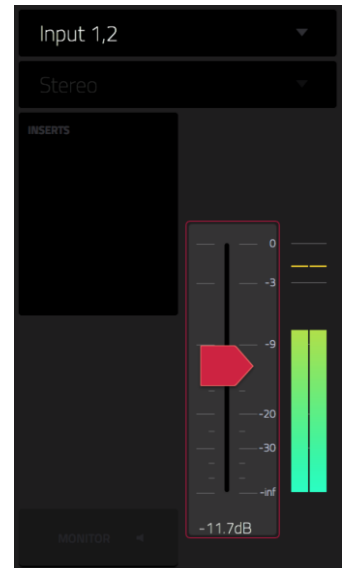 Input 1,2
Stereo
INSERTS
0
-3
-9
-20
-30
-inf
-11.7dB
MONITOR